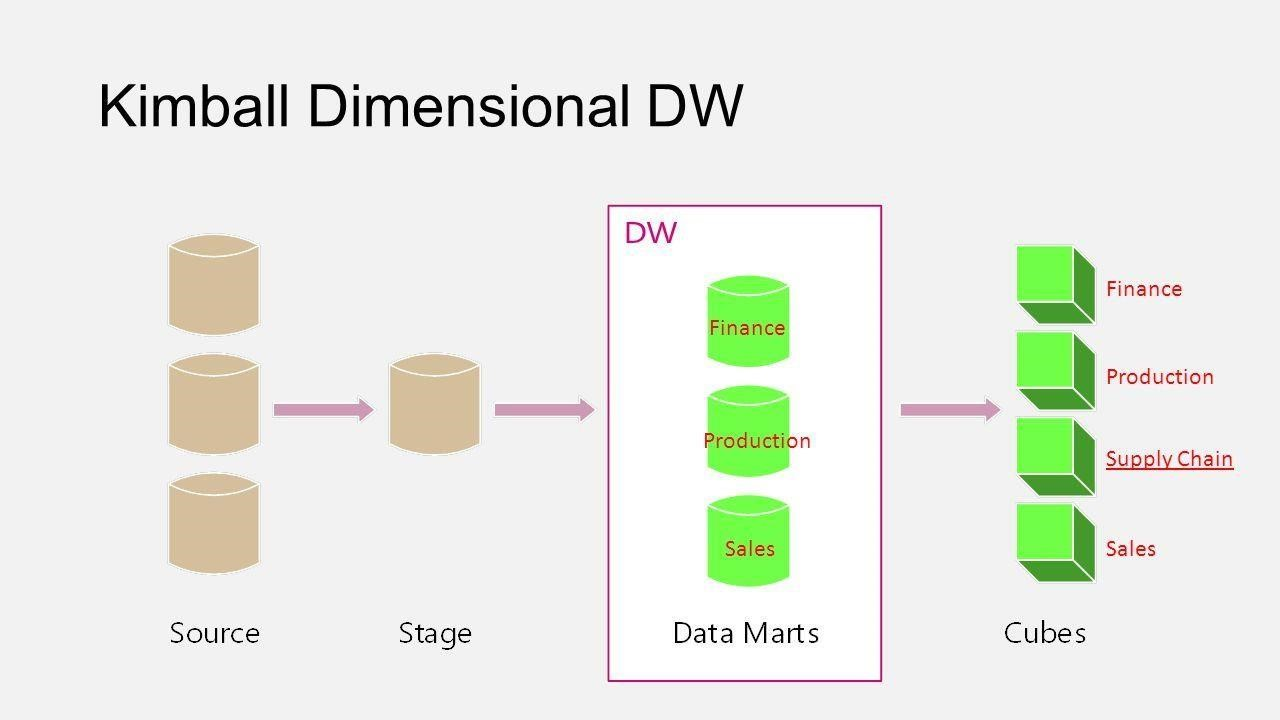 Kimball Dimensional DW
DW
Finance
Production
Sales
Finance
Production
Supply Chain
Sales
Source
Stage
Data Marts
Cubes